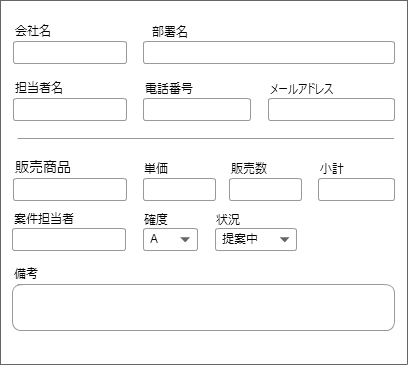 会社名 部署名
担当者名 電話番号 メールアドレス
販売商品 単価 販売数 小計
案件担当者 確度 状況
A 提案中
備考